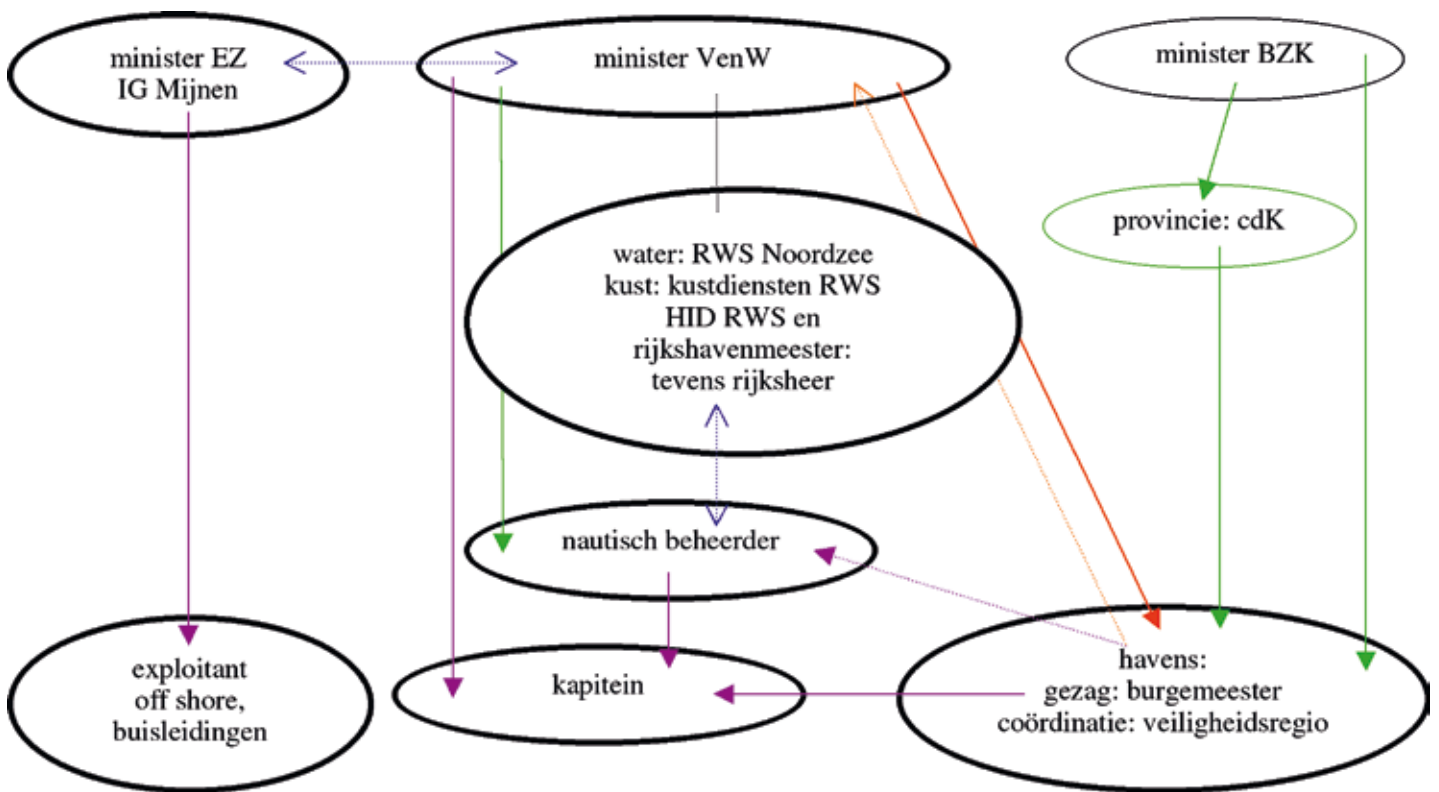 minister EZ
IG Mijnen
minister VenW
minister BZK
provincie: cdK
water: RWS Noordzee
kust: kustdiensten RWS
HID RWS en
rijkshavenmeester:
tevens rijksheer
nautisch beheerder
exploitant
off shore,
buisleidingen
kapitein
havens:
gezag: burgemeester
coördinatie: veiligheidsregio